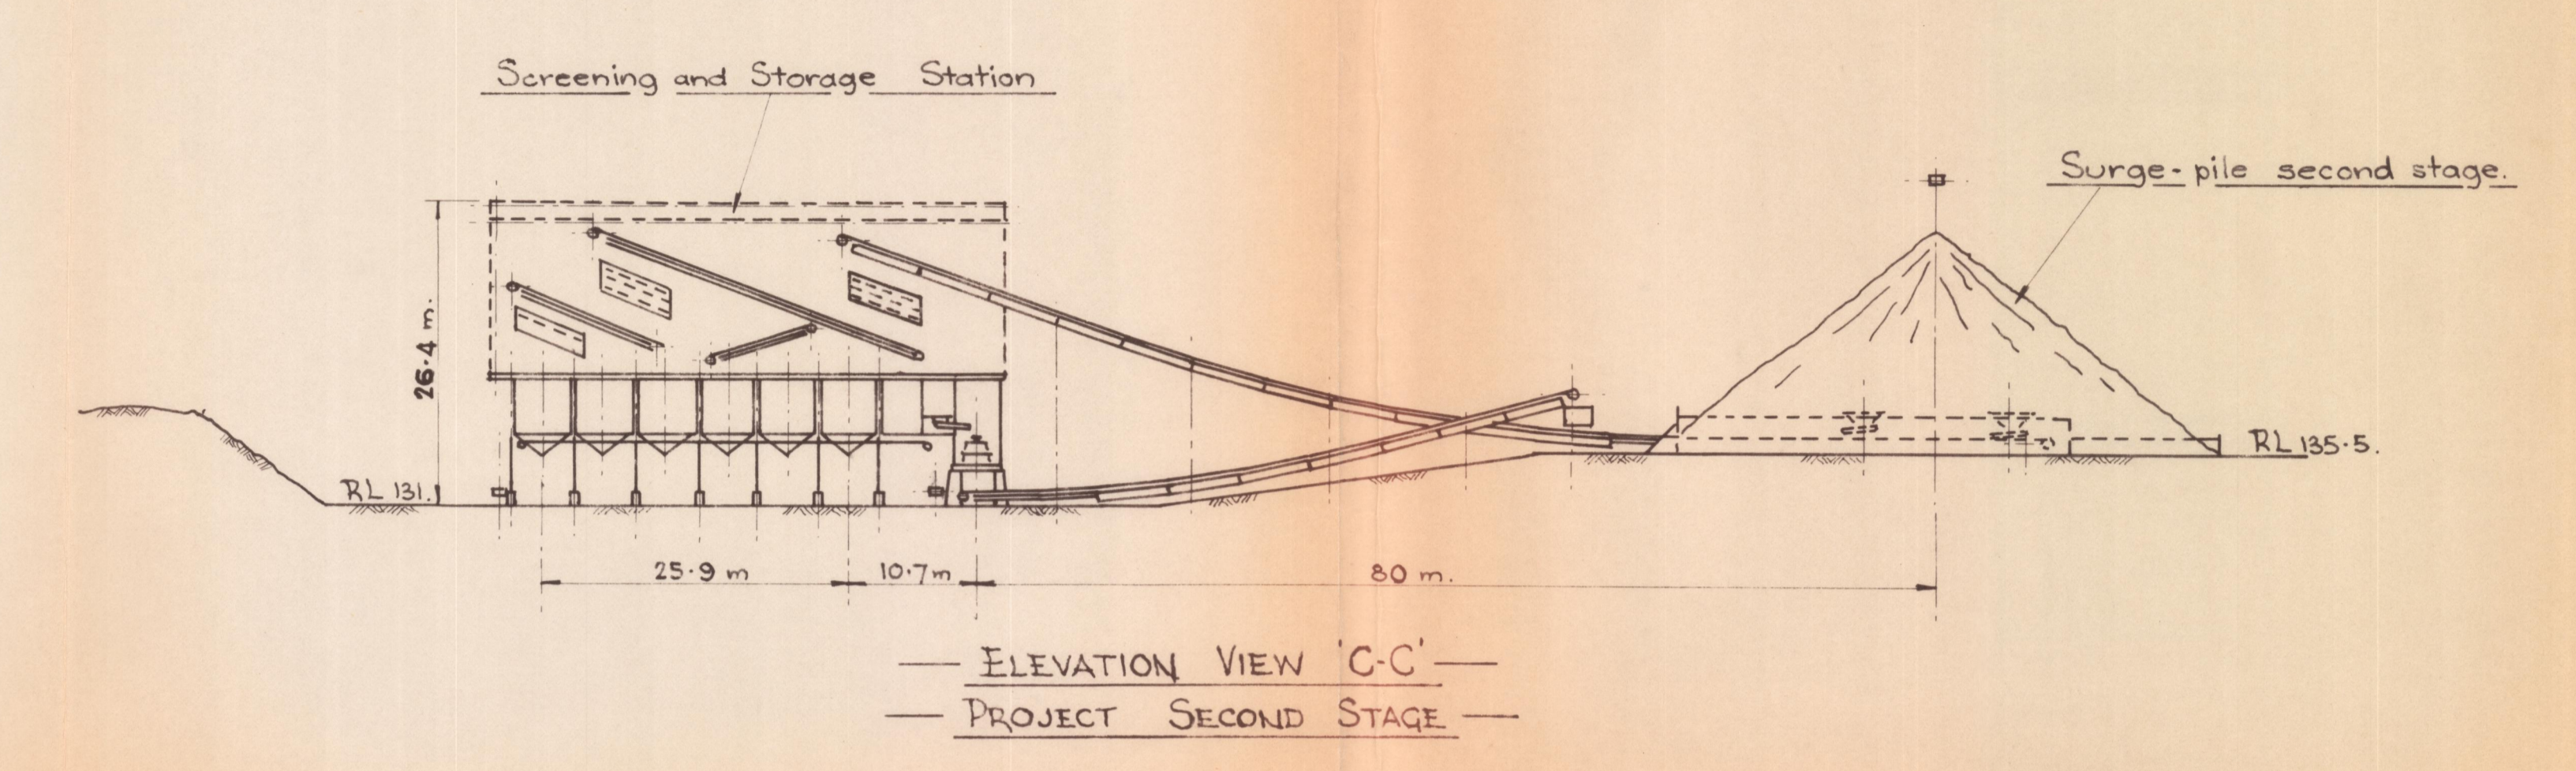 Screening and Storage Station
Surge-pile second stage.
26.4 m.
RL 131.
RL 135.5.
25.9 m
10.7m
80 m.
— ELEVATION VIEW 'C-C' —
— PROJECT SECOND STAGE —